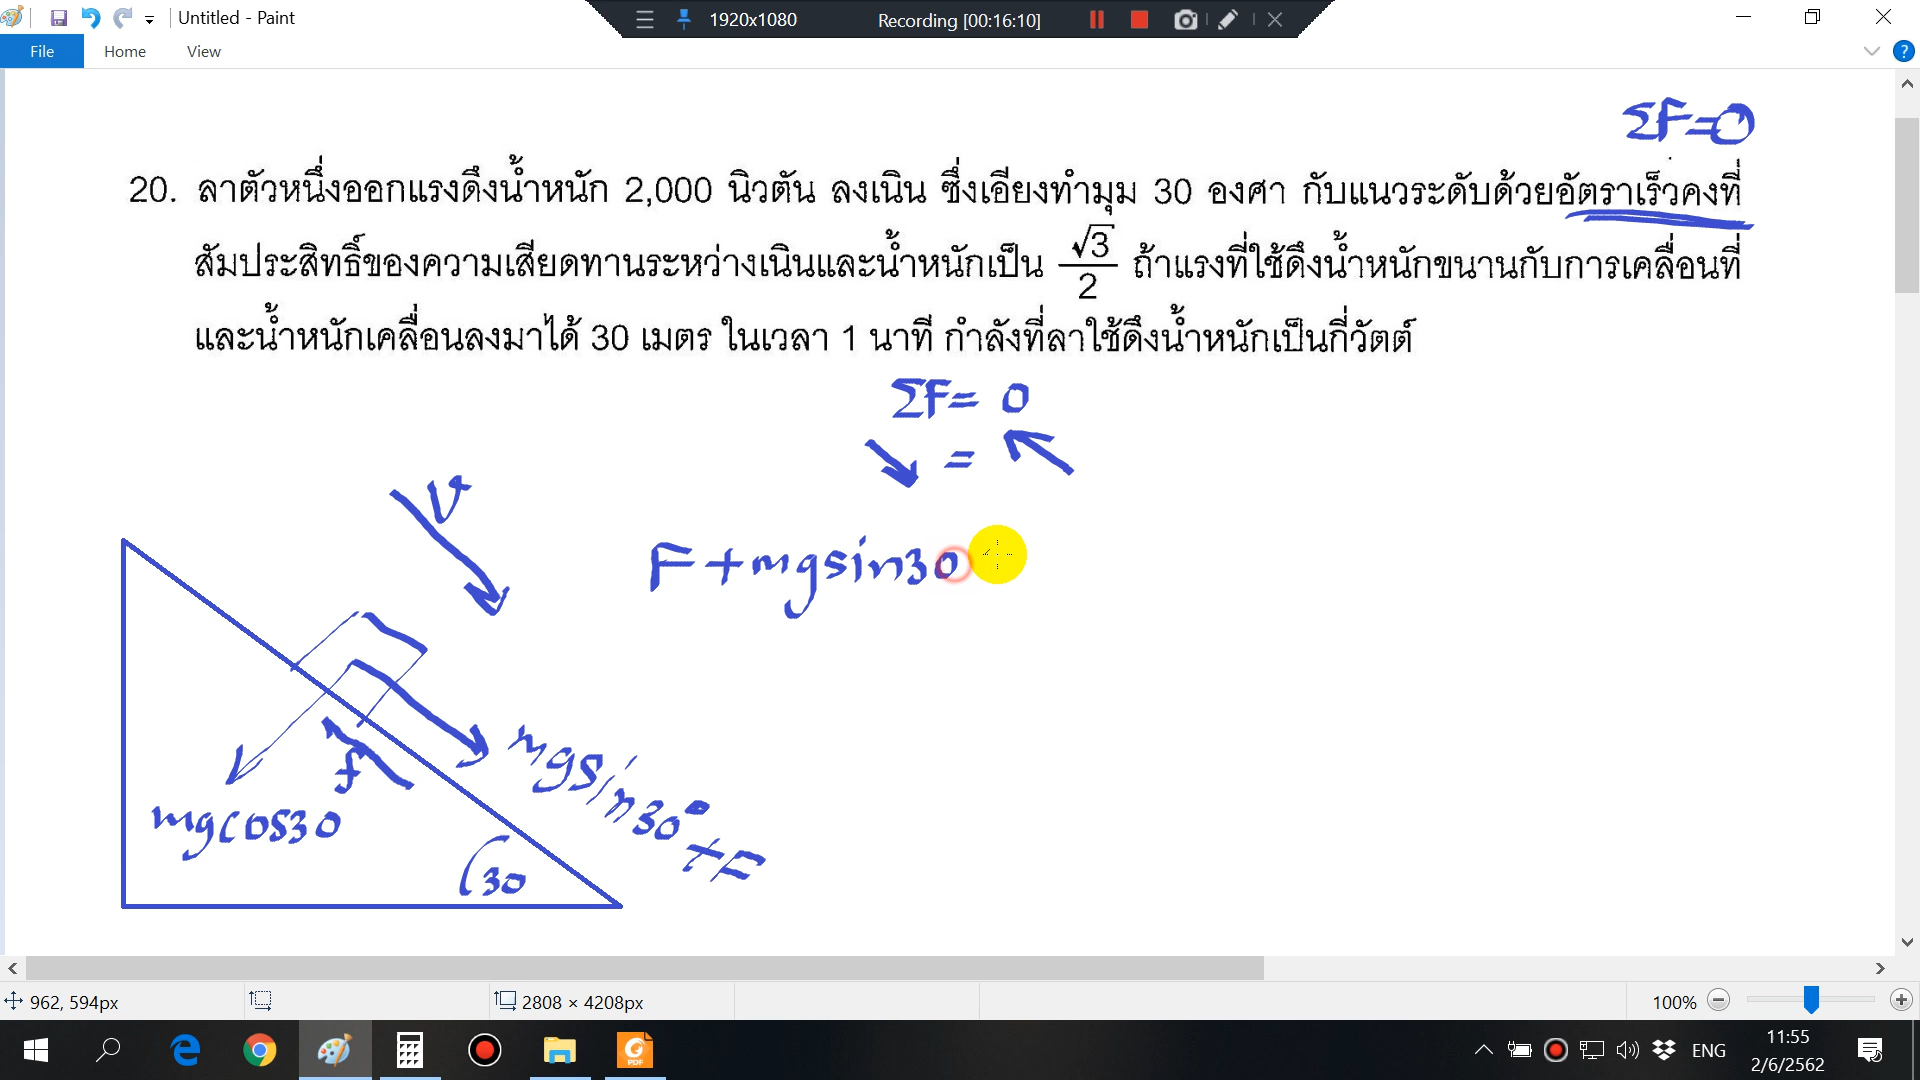 Untitled - Paint
1920x1080
Recording [00:16:10]
File
Home
View
ΣF=0
20. ลาตัวหนึ่งออกแรงดึงน้ำหนัก 2,000 นิวตัน ลงเนิน ซึ่งเอียงทำมุม 30 องศา กับแนวระดับด้วยอัตราเร็วคงที่
สัมประสิทธิ์ของความเสียดทานระหว่างเนินและน้ำหนักเป็น √3/2 ถ้าแรงที่ใช้ดึงน้ำหนักขนานกับการเคลื่อนที่
และน้ำหนักเคลื่อนลงมาได้ 30 เมตร ในเวลา 1 นาที กำลังที่ลาใช้ดึงน้ำหนักเป็นกี่วัตต์
ΣF= 0
=
v
F+mgsin30
f
mgsin30°
+F
mgcos30
30
962, 594px
2808 × 4208px
100%
PDF
ENG
11:55
2/6/2562